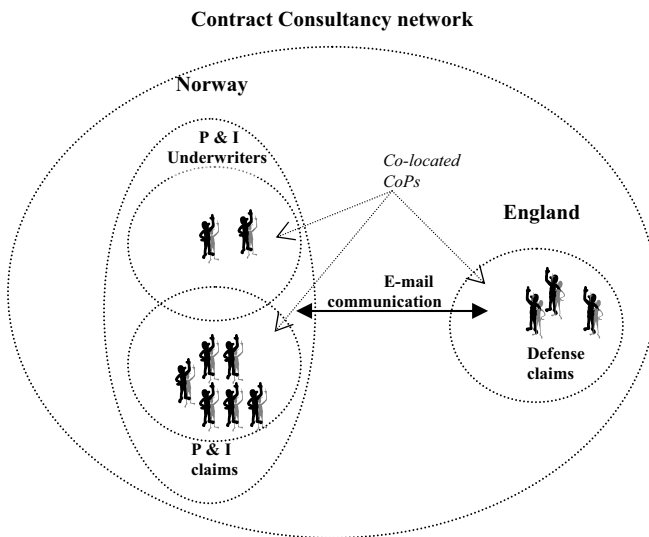 Contract Consultancy network
Norway
P & I
Underwriters
Co-located
CoPs
England
E-mail
communication
Defense
claims
P & I
claims